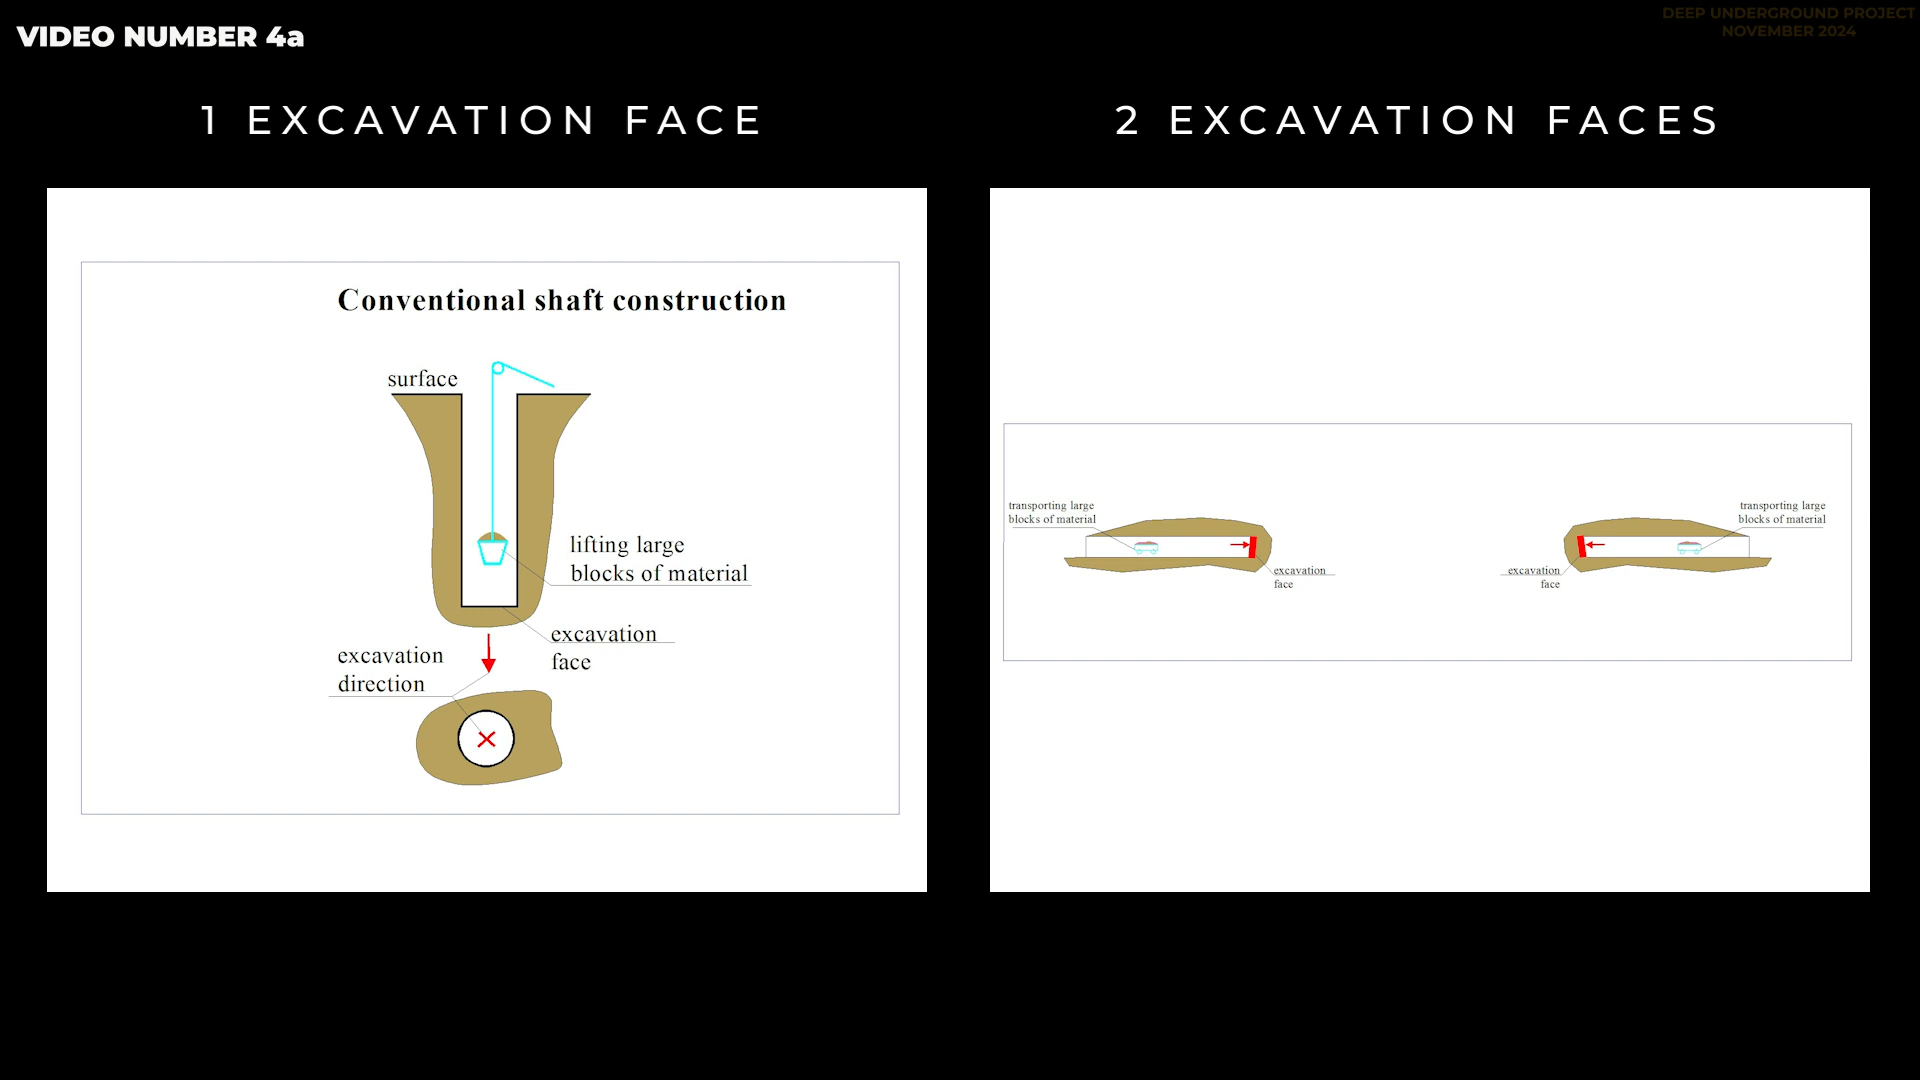 VIDEO NUMBER 4a
DEEP UNDERGROUND PROJECT
NOVEMBER 2024
1 EXCAVATION FACE
2 EXCAVATION FACES
Conventional shaft construction
surface
lifting large
blocks of material
excavation
face
excavation
direction
transporting large
blocks of material
excavation
face
transporting large
blocks of material
excavation
face